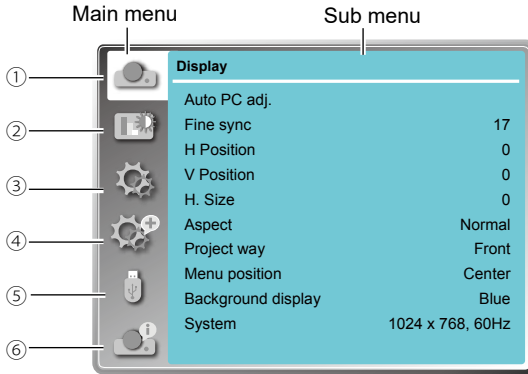 Main menu Sub menu
① Display
Auto PC adj.
② Fine sync 17
H Position 0
③ V Position 0
H. Size 0
④ Aspect Normal
Project way Front
Menu position Center
⑤ Background display Blue
System 1024 x 768, 60Hz
⑥